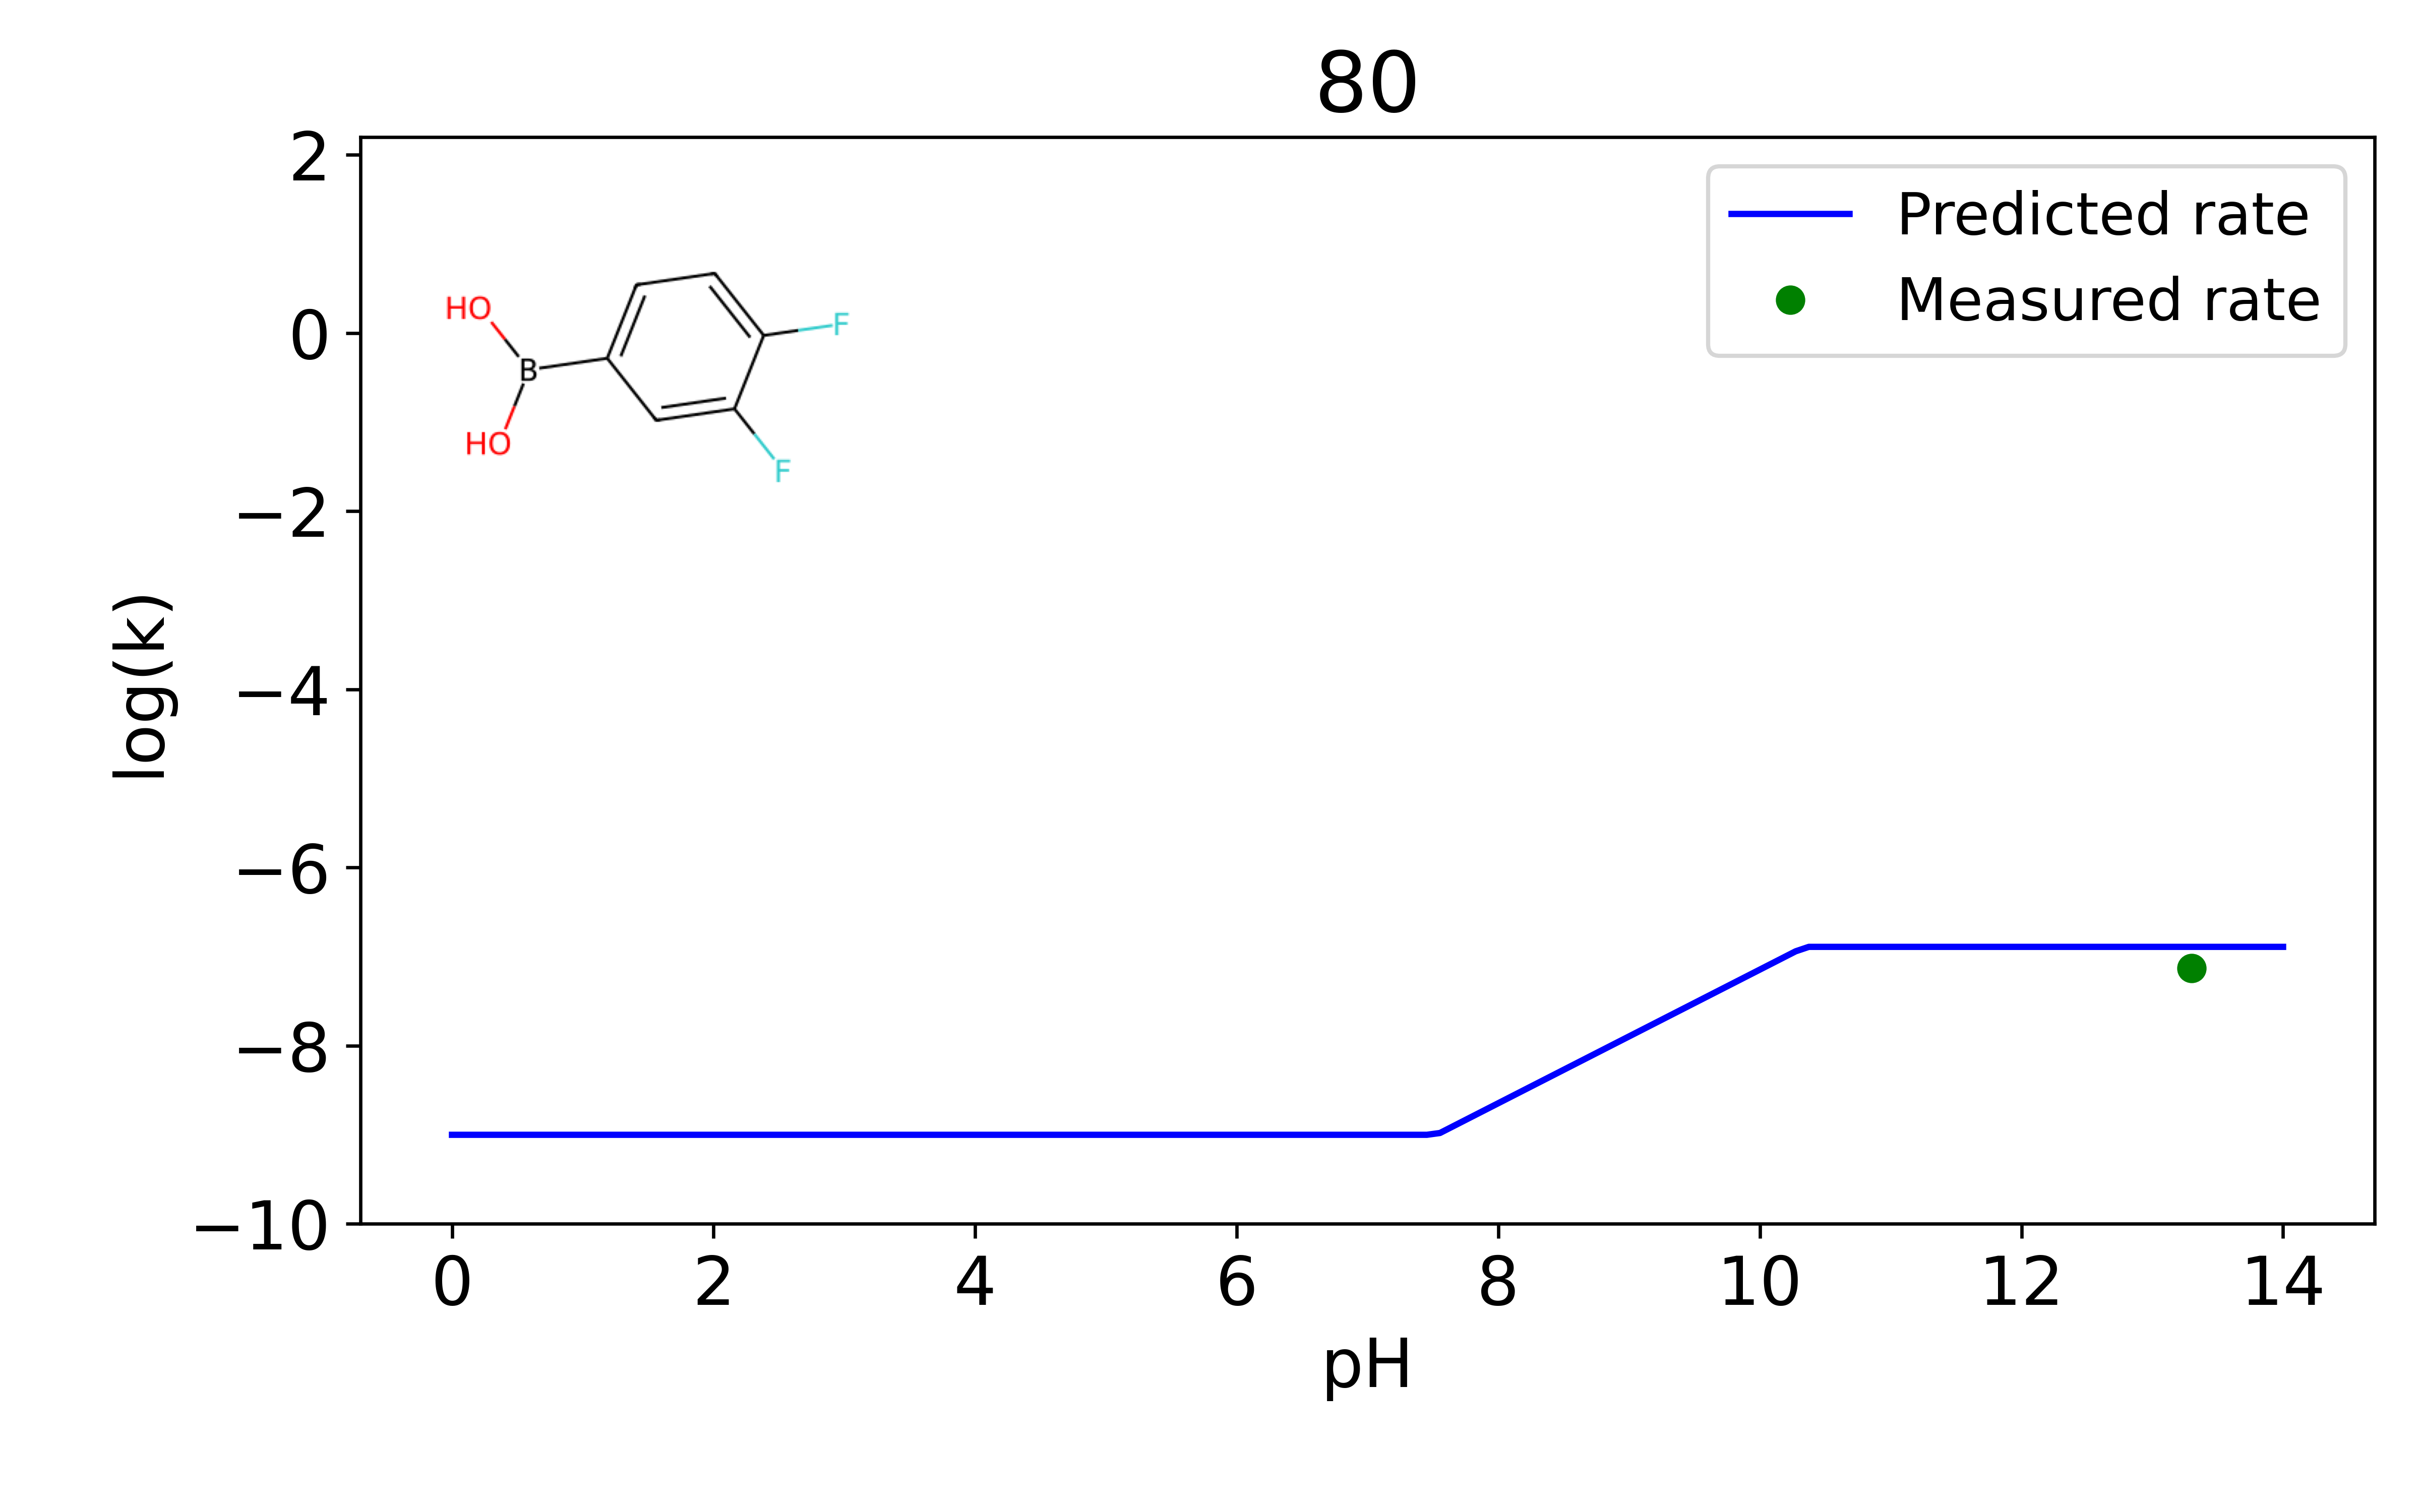 80
2
0
−2
−4
−6
−8
−10
log(k)
Predicted rate
Measured rate
HO
B
HO
F
F
0 2 4 6 8 10 12 14
pH